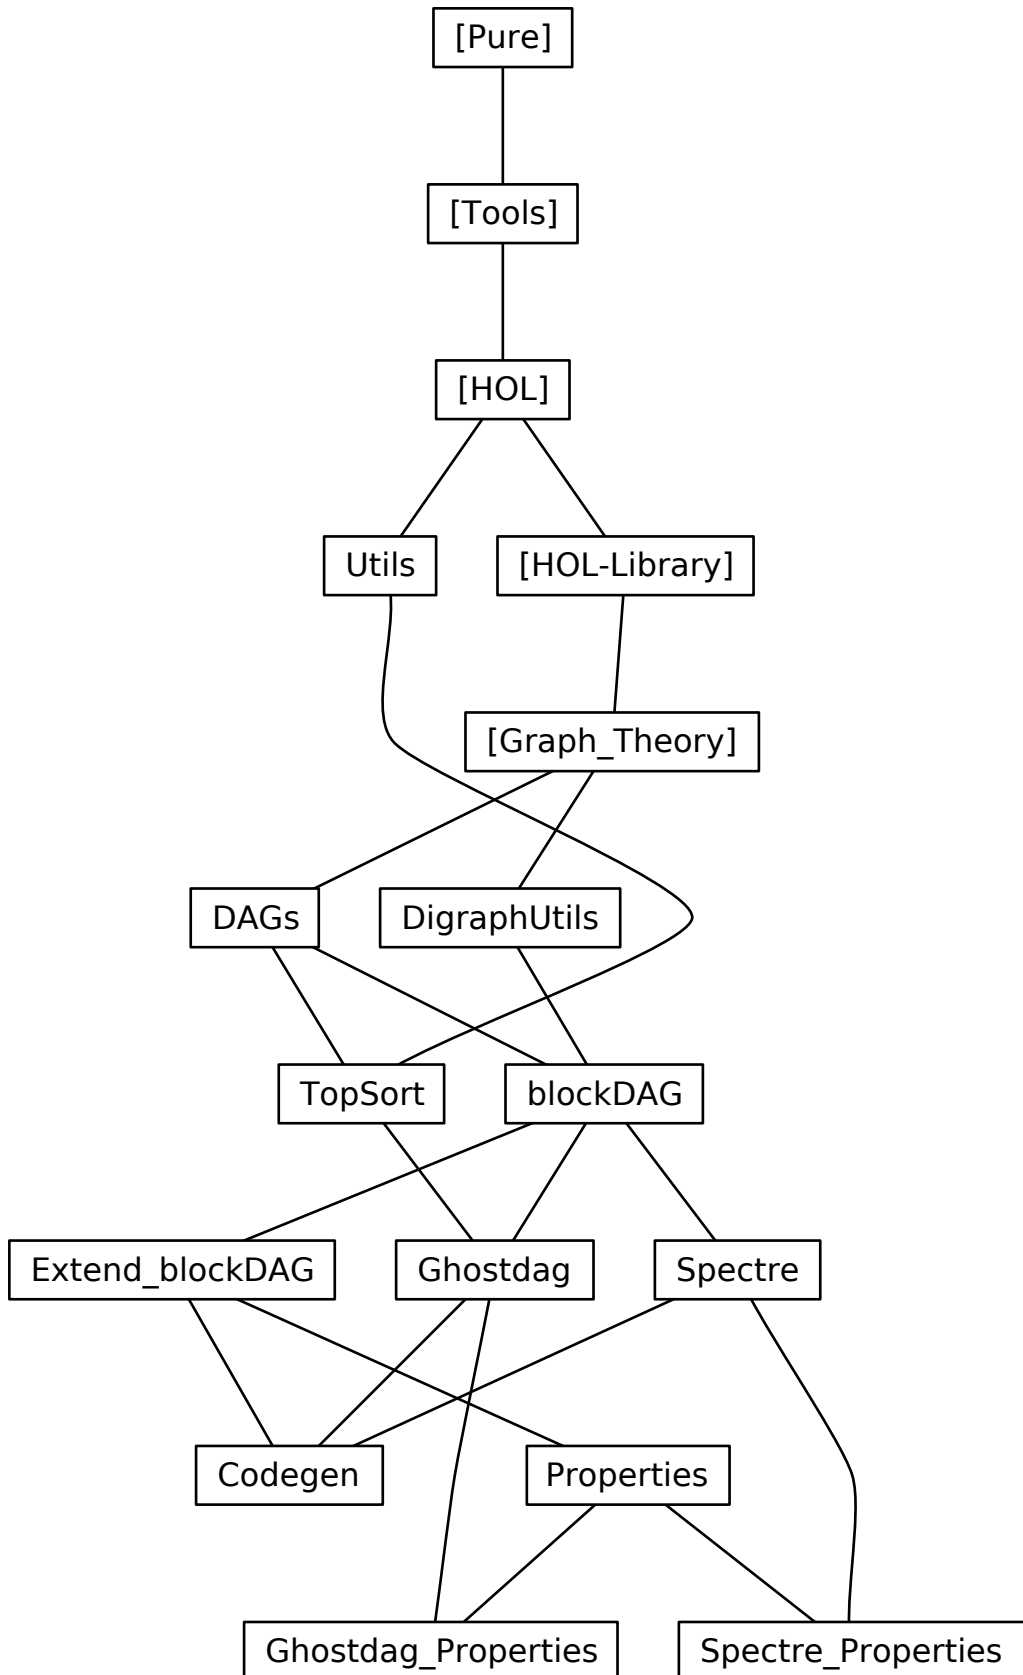 [Pure]
[Tools]
[HOL]
Utils
[HOL-Library]
[Graph_Theory]
DAGs
DigraphUtils
TopSort
blockDAG
Extend_blockDAG
Ghostdag
Spectre
Codegen
Properties
Ghostdag_Properties
Spectre_Properties